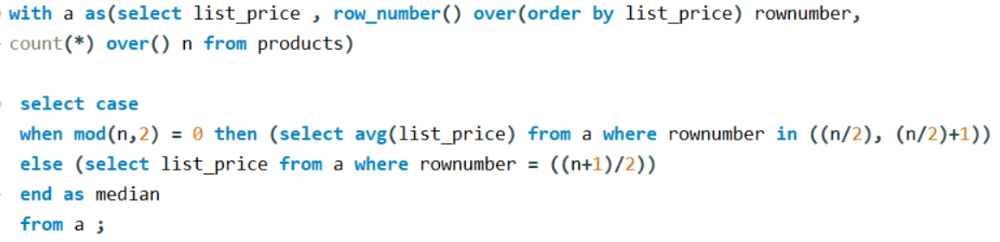 with a as(select list_price , row_number() over(order by list_price) rownumber,
count(*) over() n from products)
select case
when mod(n,2) = 0 then (select avg(list_price) from a where rownumber in ((n/2), (n/2)+1))
else (select list_price from a where rownumber = ((n+1)/2))
end as median
from a ;